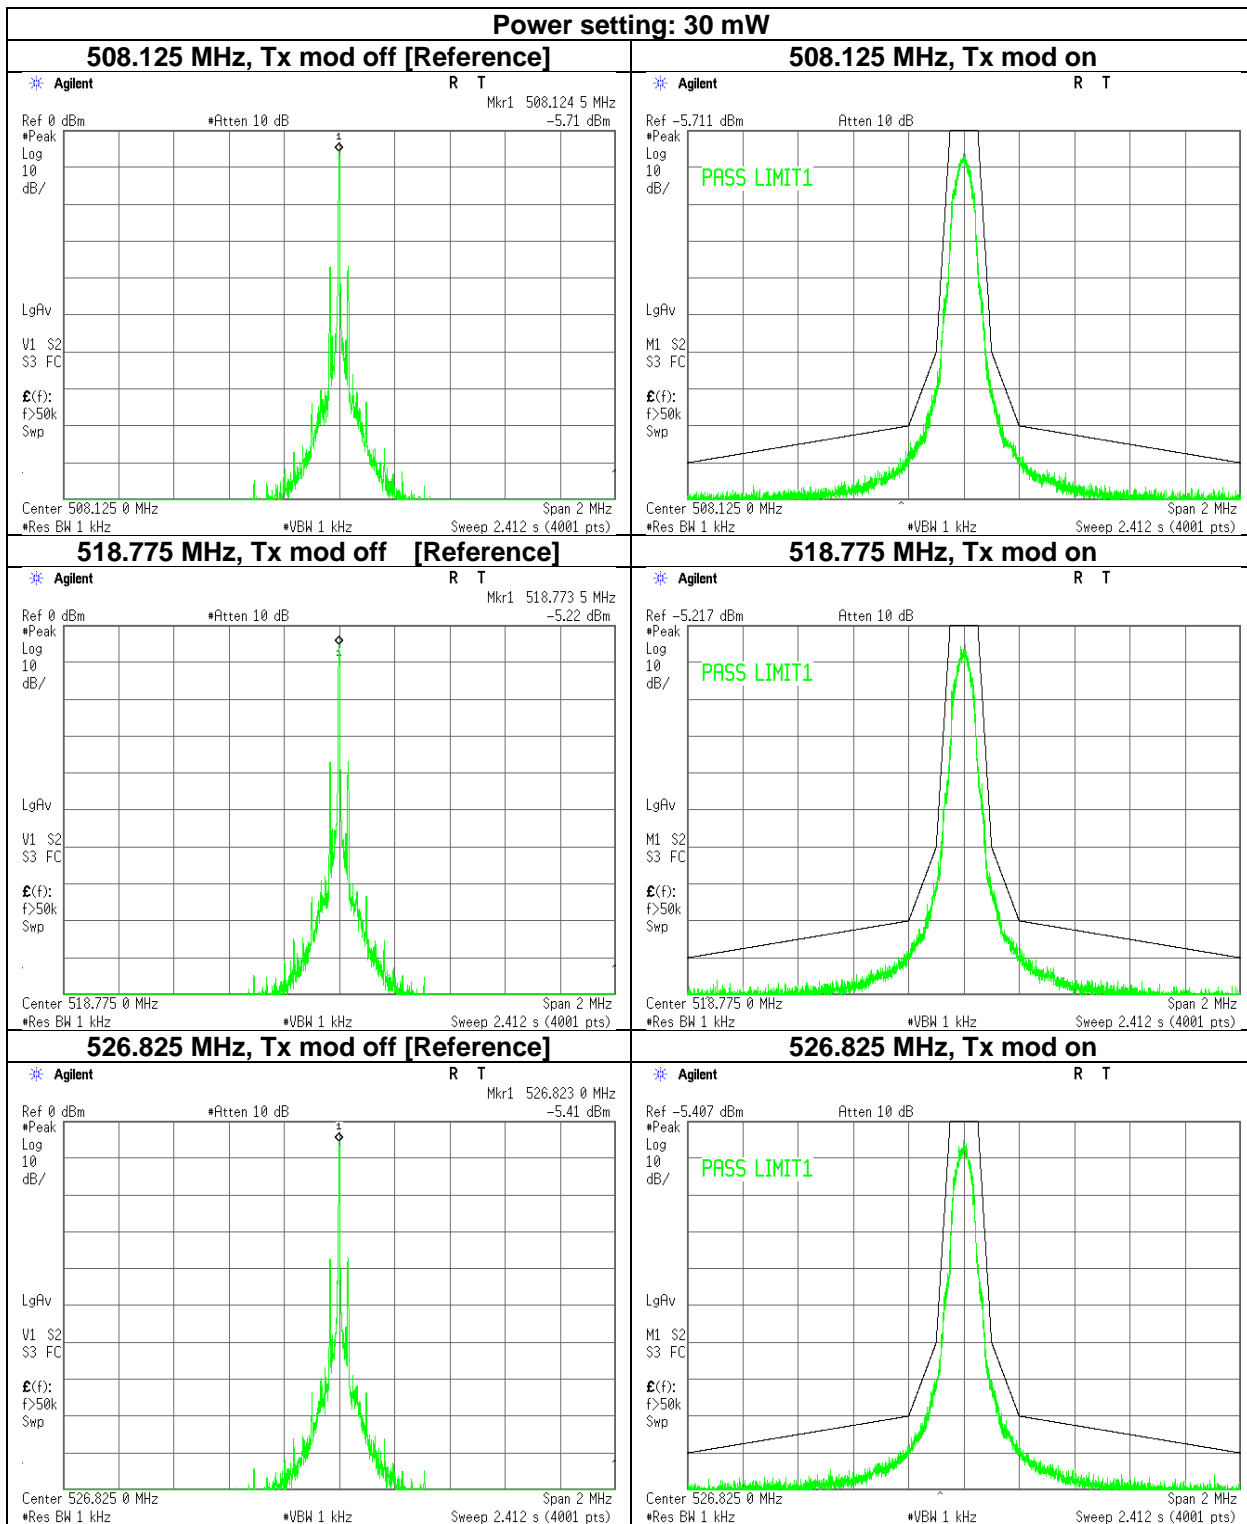 Power setting: 30 mW
508.125 MHz, Tx mod off [Reference]
508.125 MHz, Tx mod on
Agilent R T
Mkr1 508.124 5 MHz
Ref 0 dBm #Atten 10 dB -5.71 dBm
#Peak
Log
10
dB/
1
LgAv
V1 S2
S3 FC
£(f):
f>50k
Swp
Center 508.125 0 MHz Span 2 MHz
#Res BW 1 kHz #VBW 1 kHz Sweep 2.412 s (4001 pts)
Agilent R T
Ref -5.711 dBm Atten 10 dB
#Peak
Log
10
dB/
PASS LIMIT1
LgAv
M1 S2
S3 FC
£(f):
f>50k
Swp
Center 508.125 0 MHz Span 2 MHz
#Res BW 1 kHz #VBW 1 kHz Sweep 2.412 s (4001 pts)
518.775 MHz, Tx mod off [Reference]
518.775 MHz, Tx mod on
Agilent R T
Mkr1 518.773 5 MHz
Ref 0 dBm #Atten 10 dB -5.22 dBm
#Peak
Log
10
dB/
1
LgAv
V1 S2
S3 FC
£(f):
f>50k
Swp
Center 518.775 0 MHz Span 2 MHz
#Res BW 1 kHz #VBW 1 kHz Sweep 2.412 s (4001 pts)
Agilent R T
Ref -5.217 dBm Atten 10 dB
#Peak
Log
10
dB/
PASS LIMIT1
LgAv
M1 S2
S3 FC
£(f):
f>50k
Swp
Center 518.775 0 MHz Span 2 MHz
#Res BW 1 kHz #VBW 1 kHz Sweep 2.412 s (4001 pts)
526.825 MHz, Tx mod off [Reference]
526.825 MHz, Tx mod on
Agilent R T
Mkr1 526.823 0 MHz
Ref 0 dBm #Atten 10 dB -5.41 dBm
#Peak
Log
10
dB/
1
LgAv
V1 S2
S3 FC
£(f):
f>50k
Swp
Center 526.825 0 MHz Span 2 MHz
#Res BW 1 kHz #VBW 1 kHz Sweep 2.412 s (4001 pts)
Agilent R T
Ref -5.407 dBm Atten 10 dB
#Peak
Log
10
dB/
PASS LIMIT1
LgAv
M1 S2
S3 FC
£(f):
f>50k
Swp
Center 526.825 0 MHz Span 2 MHz
#Res BW 1 kHz #VBW 1 kHz Sweep 2.412 s (4001 pts)